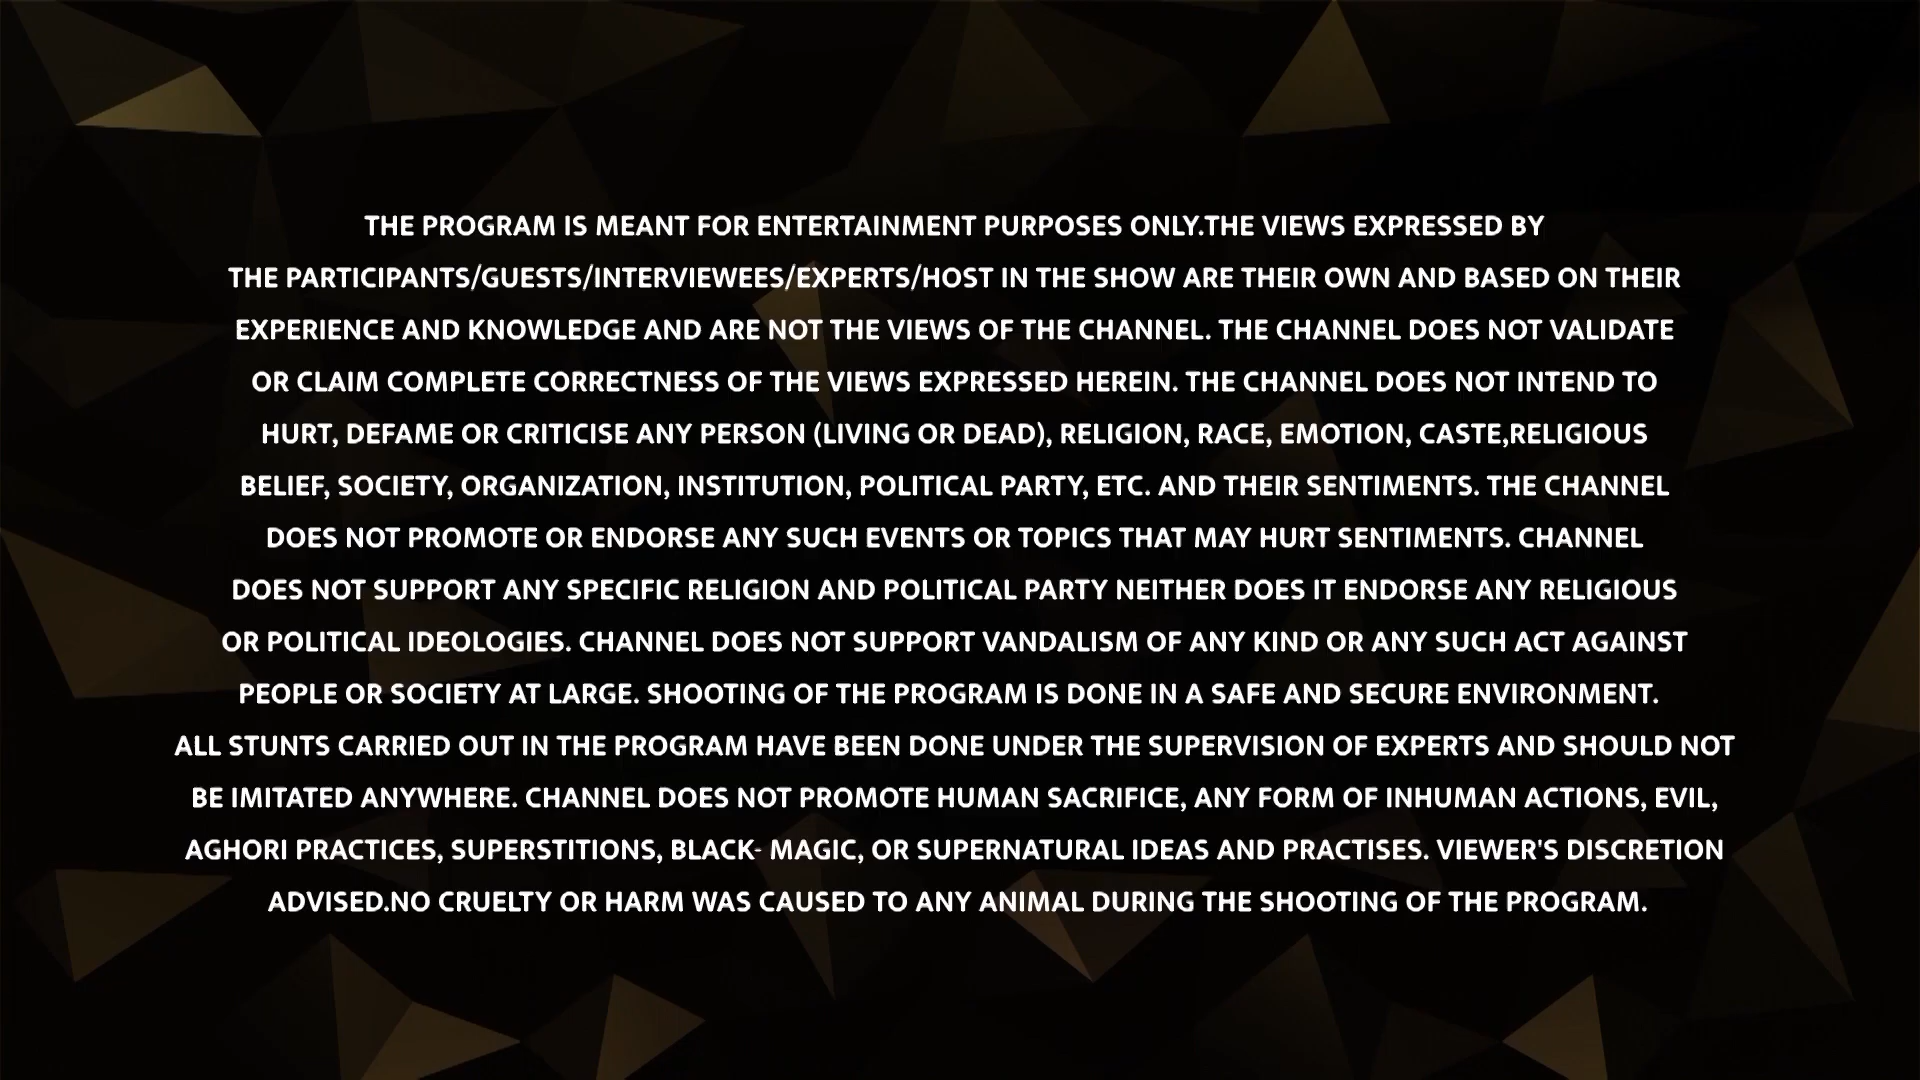 THE PROGRAM IS MEANT FOR ENTERTAINMENT PURPOSES ONLY.THE VIEWS EXPRESSED BY
THE PARTICIPANTS/GUESTS/INTERVIEWEES/EXPERTS/HOST IN THE SHOW ARE THEIR OWN AND BASED ON THEIR
EXPERIENCE AND KNOWLEDGE AND ARE NOT THE VIEWS OF THE CHANNEL. THE CHANNEL DOES NOT VALIDATE
OR CLAIM COMPLETE CORRECTNESS OF THE VIEWS EXPRESSED HEREIN. THE CHANNEL DOES NOT INTEND TO
HURT, DEFAME OR CRITICISE ANY PERSON (LIVING OR DEAD), RELIGION, RACE, EMOTION, CASTE,RELIGIOUS
BELIEF, SOCIETY, ORGANIZATION, INSTITUTION, POLITICAL PARTY, ETC. AND THEIR SENTIMENTS. THE CHANNEL
DOES NOT PROMOTE OR ENDORSE ANY SUCH EVENTS OR TOPICS THAT MAY HURT SENTIMENTS. CHANNEL
DOES NOT SUPPORT ANY SPECIFIC RELIGION AND POLITICAL PARTY NEITHER DOES IT ENDORSE ANY RELIGIOUS
OR POLITICAL IDEOLOGIES. CHANNEL DOES NOT SUPPORT VANDALISM OF ANY KIND OR ANY SUCH ACT AGAINST
PEOPLE OR SOCIETY AT LARGE. SHOOTING OF THE PROGRAM IS DONE IN A SAFE AND SECURE ENVIRONMENT.
ALL STUNTS CARRIED OUT IN THE PROGRAM HAVE BEEN DONE UNDER THE SUPERVISION OF EXPERTS AND SHOULD NOT
BE IMITATED ANYWHERE. CHANNEL DOES NOT PROMOTE HUMAN SACRIFICE, ANY FORM OF INHUMAN ACTIONS, EVIL,
AGHORI PRACTICES, SUPERSTITIONS, BLACK- MAGIC, OR SUPERNATURAL IDEAS AND PRACTISES. VIEWER'S DISCRETION
ADVISED.NO CRUELTY OR HARM WAS CAUSED TO ANY ANIMAL DURING THE SHOOTING OF THE PROGRAM.